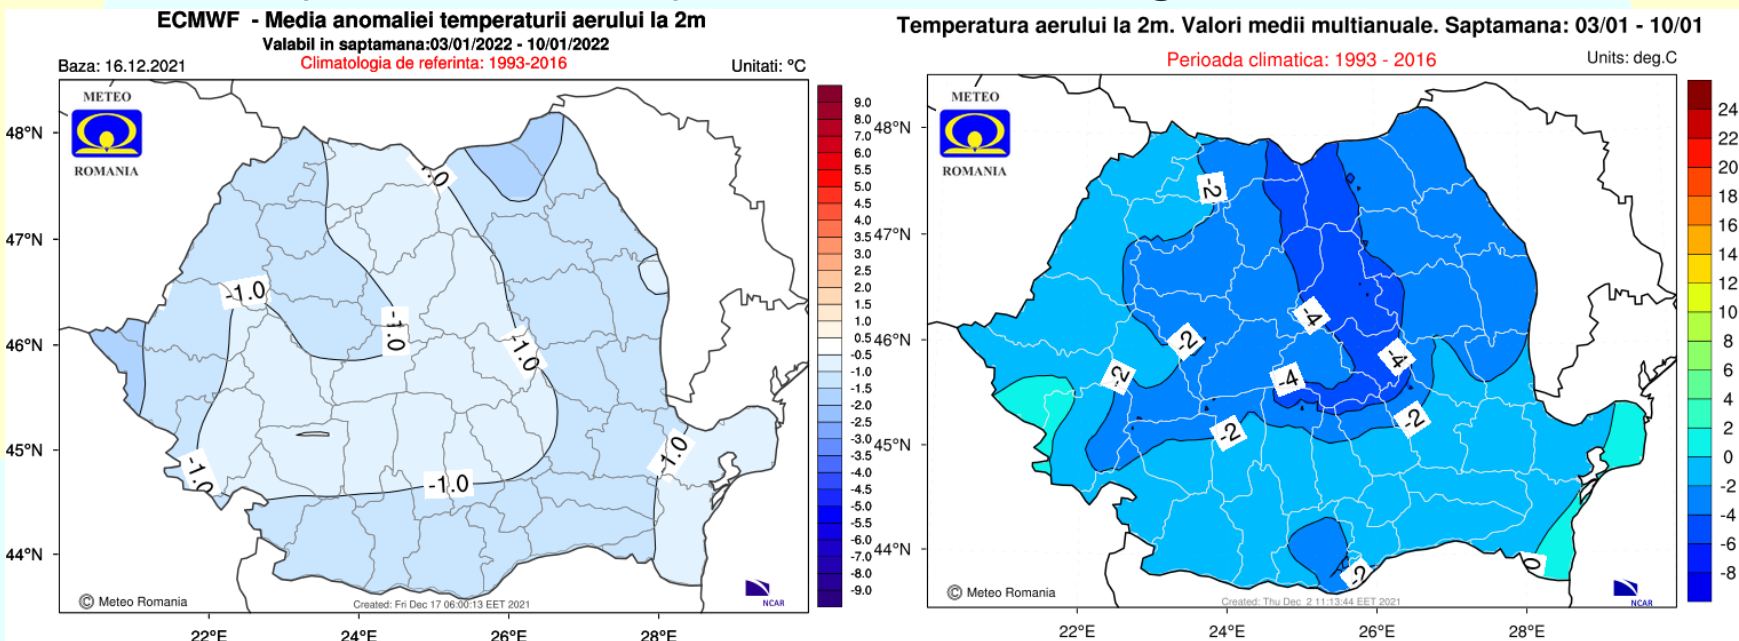 ECMWF - Media anomaliei temperaturii aerului la 2m
Valabil in saptamana:03/01/2022 - 10/01/2022
Baza: 16.12.2021
Climatologia de referinta: 1993-2016
Unitati: ºC
METEO
ROMANIA
48°N
47°N
46°N
45°N
44°N
22°E
24°E
26°E
28°E
-1.0
-1.0
-1.0
-1.0
-1.0
-1.0
9.0
8.0
7.0
6.0
5.5
5.0
4.5
4.0
3.5
3.0
2.5
2.0
1.5
1.0
0.5
-0.5
-1.0
-1.5
-2.0
-2.5
-3.0
-3.5
-4.0
-4.5
-5.0
-5.5
-6.0
-7.0
-8.0
-9.0
© Meteo Romania
Created: Fri Dec 17 06:00:13 EET 2021
NCAR
Temperatura aerului la 2m. Valori medii multianuale. Saptamana: 03/01 - 10/01
Perioada climatica: 1993 - 2016
Units: deg.C
METEO
ROMANIA
48°N
47°N
46°N
45°N
44°N
22°E
24°E
26°E
28°E
-2
-4
-2
-4
-2
-4
-2
-2
-2
0
24
22
20
18
16
14
12
10
8
6
4
2
0
-2
-4
-6
-8
© Meteo Romania
Created: Thu Dec 2 11:13:44 EET 2021
NCAR